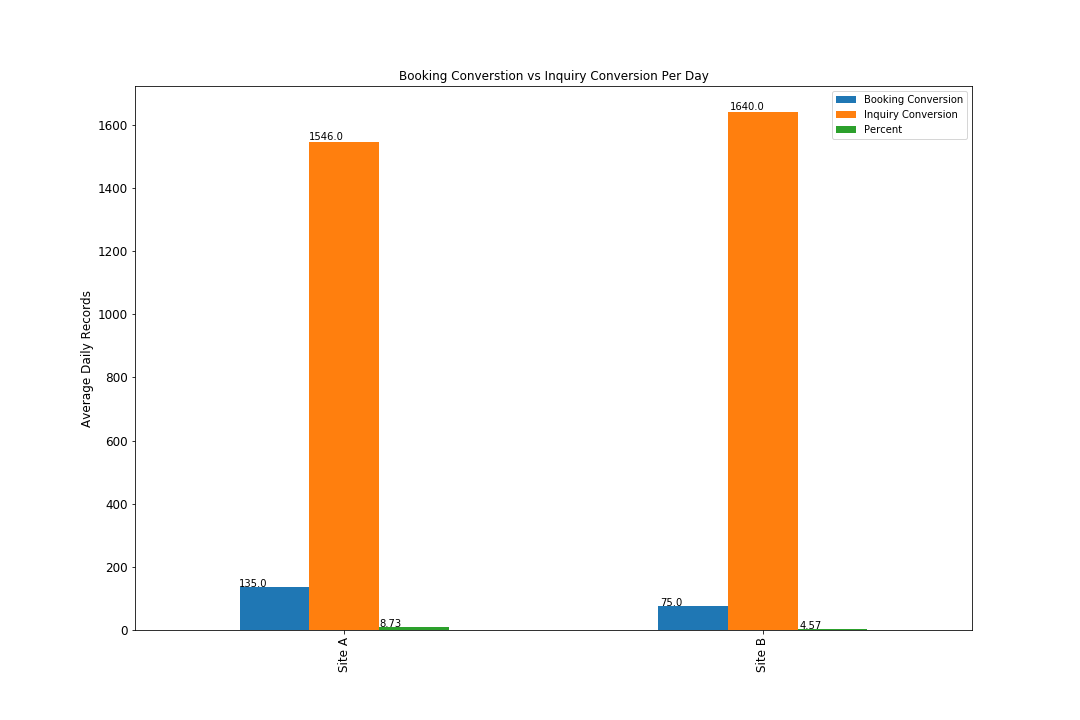 Booking Converstion vs Inquiry Conversion Per Day
Booking Conversion
Inquiry Conversion
Percent
Average Daily Records
1600
1400
1200
1000
800
600
400
200
0
135.0
1546.0
8.73
75.0
1640.0
4.57
Site A
Site B